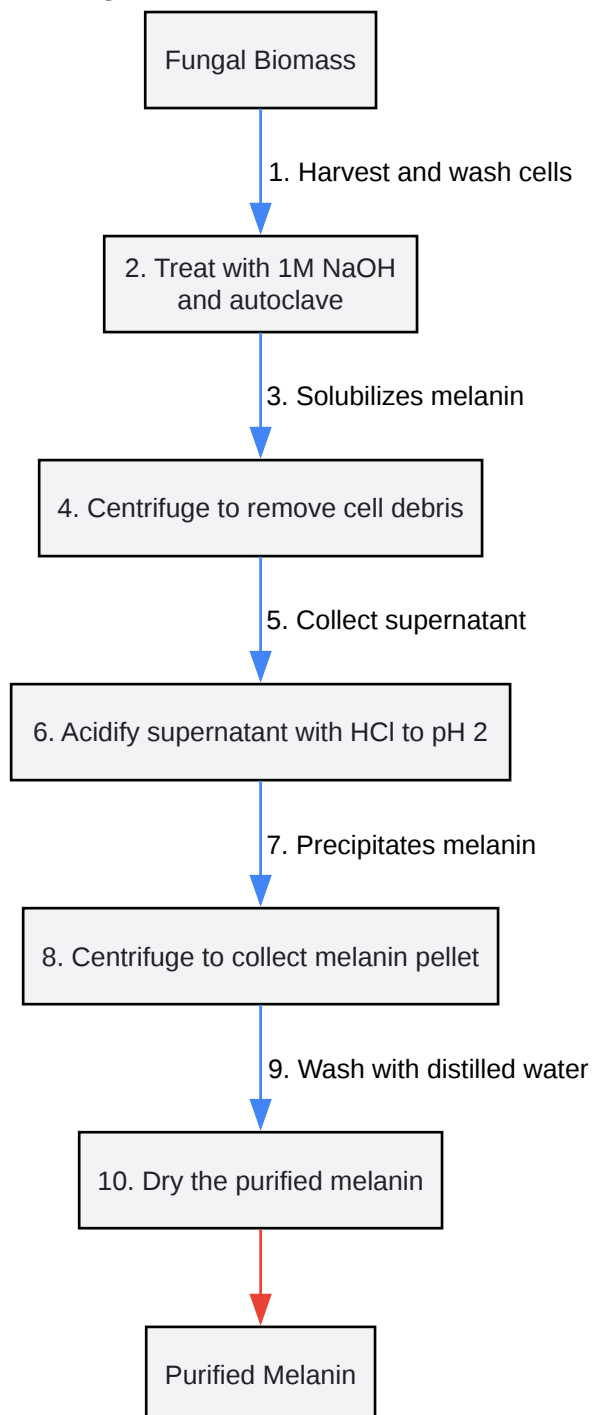 Fungal Biomass
1. Harvest and wash cells
2. Treat with 1M NaOH
and autoclave
3. Solubilizes melanin
4. Centrifuge to remove cell debris
5. Collect supernatant
6. Acidify supernatant with HCl to pH 2
7. Precipitates melanin
8. Centrifuge to collect melanin pellet
9. Wash with distilled water
10. Dry the purified melanin
Purified Melanin